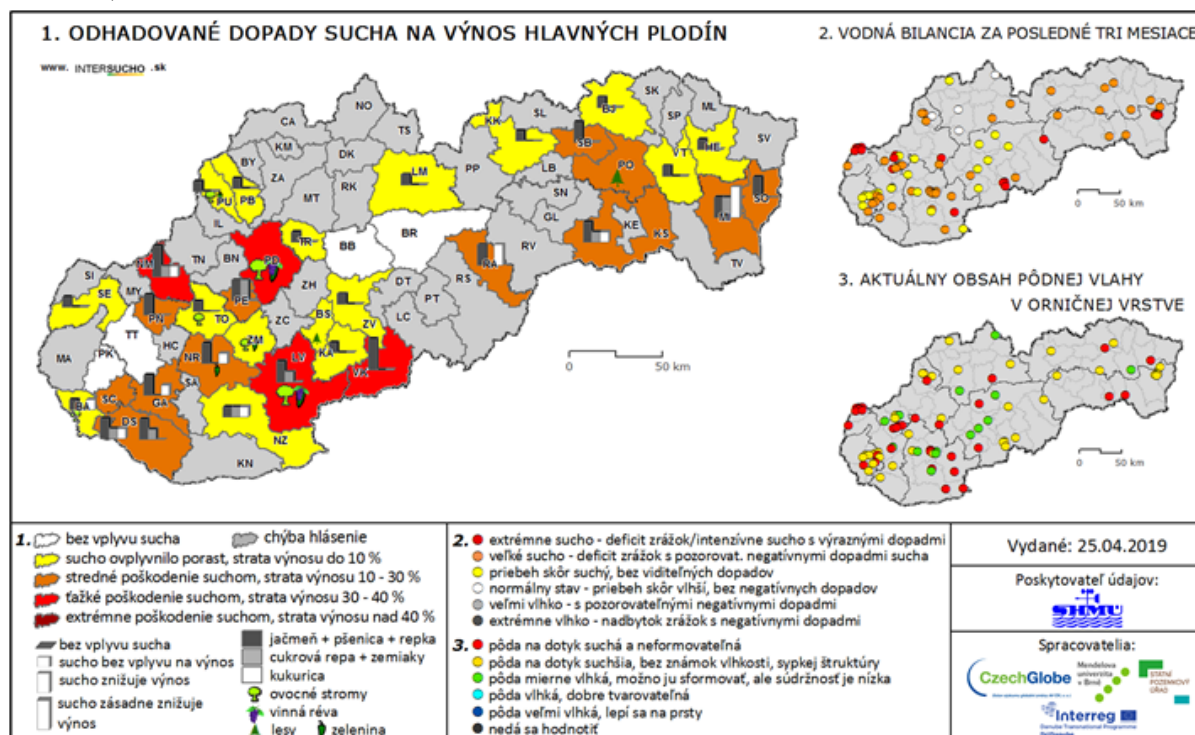 1. ODHADOVANÉ DOPADY SUCHA NA VÝNOS HLAVNÝCH PLODÍN
www. INTERSUCHO .sk
2. VODNÁ BILANCIA ZA POSLEDNÉ TRI MESIACE
3. AKTUÁLNY OBSAH PÔDNEJ VLAHY
V ORNIČNEJ VRSTVE
NO
CA
TS
KM
BY
ZA
DK
RK
MT
LM
PU
PB
IL
KK
SL
SB
BJ
SK
SP
ML
SV
HE
VT
PO
LB
PP
SN
GL
KE
KS
MI
SO
TV
RV
RA
RS
BR
BB
TR
PD
BN
TN
NM
MY
SI
SE
PN
PE
TO
ZH
ZC
ZM
BS
ZV
DT
PT
LC
KA
VK
LV
HC
TT
PK
MA
NR
SA
GA
SC
BA
DS
NZ
KN
0
50 km
0
50 km
0
50 km
1. bez vplyvu sucha
chýba hlásenie
sucho ovplyvnilo porast, strata výnosu do 10 %
stredné poškodenie suchom, strata výnosu 10 - 30 %
ťažké poškodenie suchom, strata výnosu 30 - 40 %
extrémne poškodenie suchom, strata výnosu nad 40 %
bez vplyvu sucha
sucho bez vplyvu na výnos
sucho znižuje výnos
sucho zásadne znižuje
výnos
jačmeň + pšenica + repka
cukrová repa + zemiaky
kukurica
ovocné stromy
vinná réva
lesy
zelenina
2. extrémne sucho - deficit zrážok/intenzívne sucho s výraznými dopadmi
veľké sucho - deficit zrážok s pozorovat. negatívnymi dopadmi sucha
priebeh skôr suchý, bez viditeľných dopadov
normálny stav - priebeh skôr vlhší, bez negatívnych dopadov
veľmi vlhko - s pozorovateľnými negatívnymi dopadmi
extrémne vlhko - nadbytok zrážok s negatívnymi dopadmi
3. pôda na dotyk suchá a neformovateľná
pôda na dotyk suchšia, bez známok vlhkosti, sypkej štruktúry
pôda mierne vlhká, možno ju sformovať, ale súdržnosť je nízka
pôda vlhká, dobre tvarovateľná
pôda veľmi vlhká, lepí sa na prsty
nedá sa hodnotiť
Vydané: 25.04.2019
Poskytovateľ údajov:
SHMÚ
Spracovatelia:
CzechGlobe
Mendelova
univerzita
v Brně
STÁTNÍ
POZEMKOVÝ
ÚŘAD
Interreg
Danube Transnational Programme